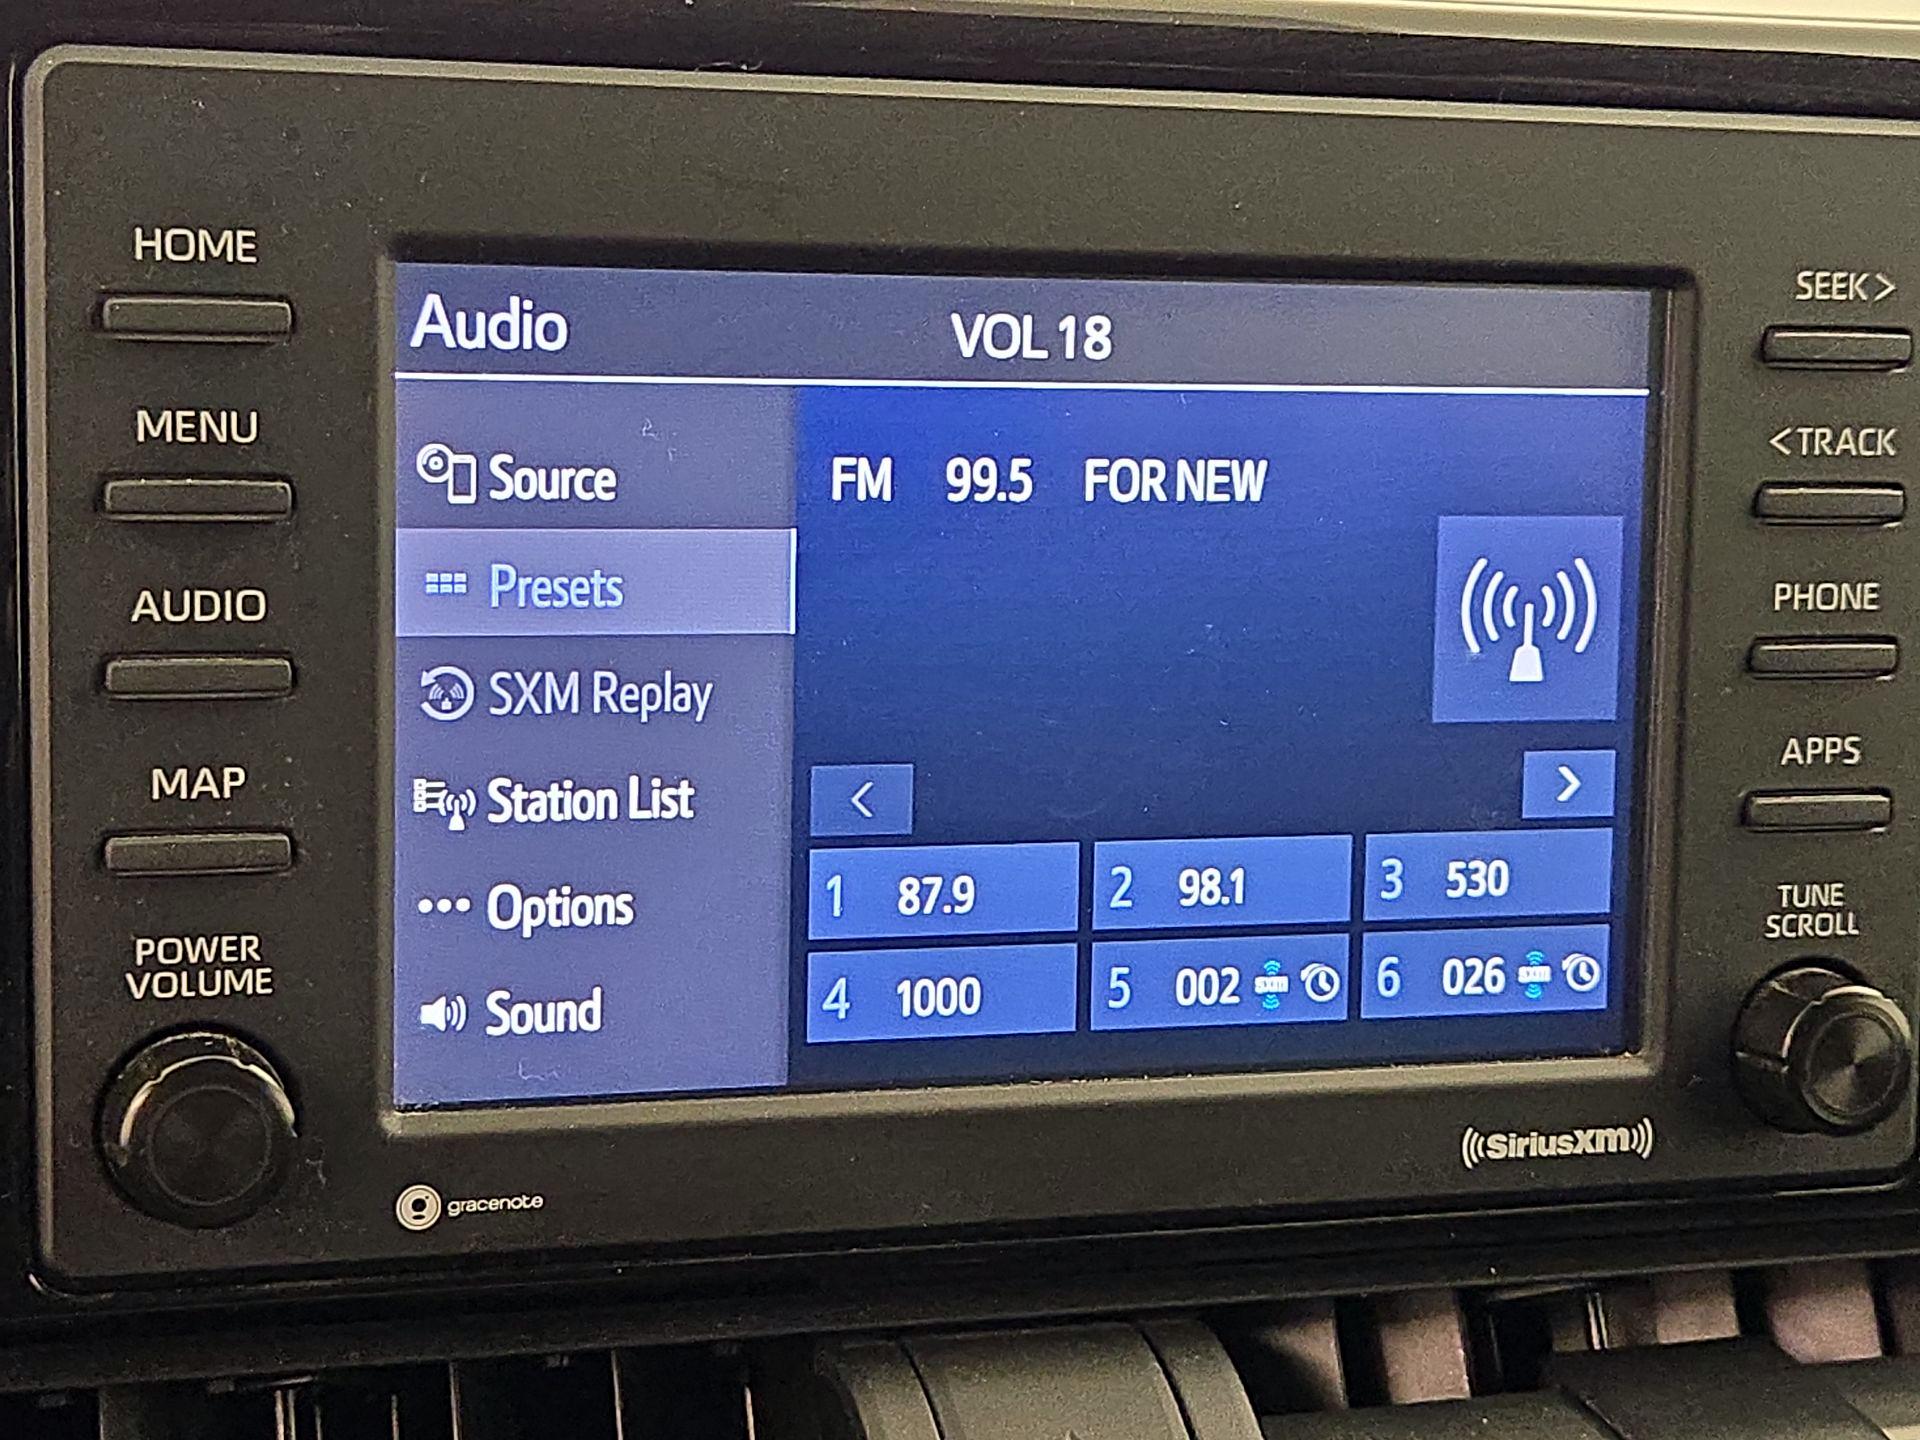 HOME
MENU
AUDIO
MAP
POWER
VOLUME
Audio VOL 18
Source
Presets
SXM Replay
Station List
Options
Sound
FM 99.5 FOR NEW
<
>
1 87.9
2 98.1
3 530
4 1000
5 002 sxm
6 026 sxm
SEEK >
< TRACK
PHONE
APPS
TUNE
SCROLL
gracenote
((SiriusXM))